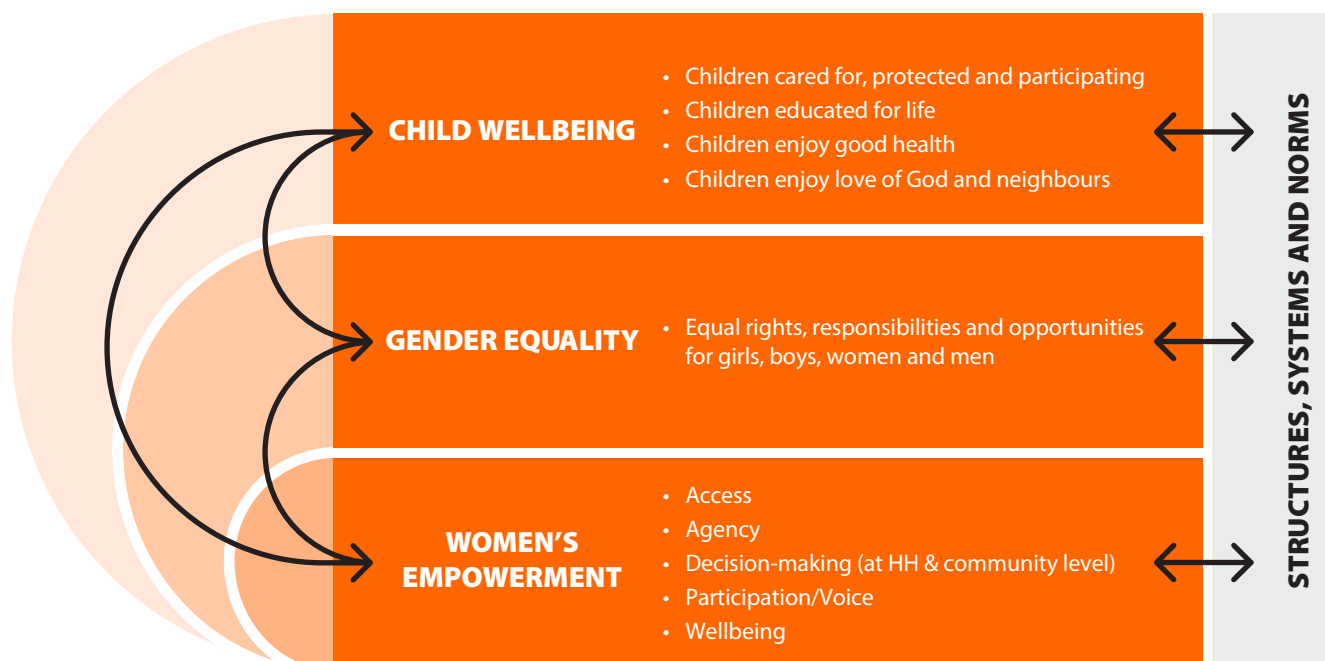 CHILD WELLBEING
• Children cared for, protected and participating
• Children educated for life
• Children enjoy good health
• Children enjoy love of God and neighbours
GENDER EQUALITY
• Equal rights, responsibilities and opportunities
for girls, boys, women and men
WOMEN'S
EMPOWERMENT
• Access
• Agency
• Decision-making (at HH & community level)
• Participation/Voice
• Wellbeing
STRUCTURES, SYSTEMS AND NORMS